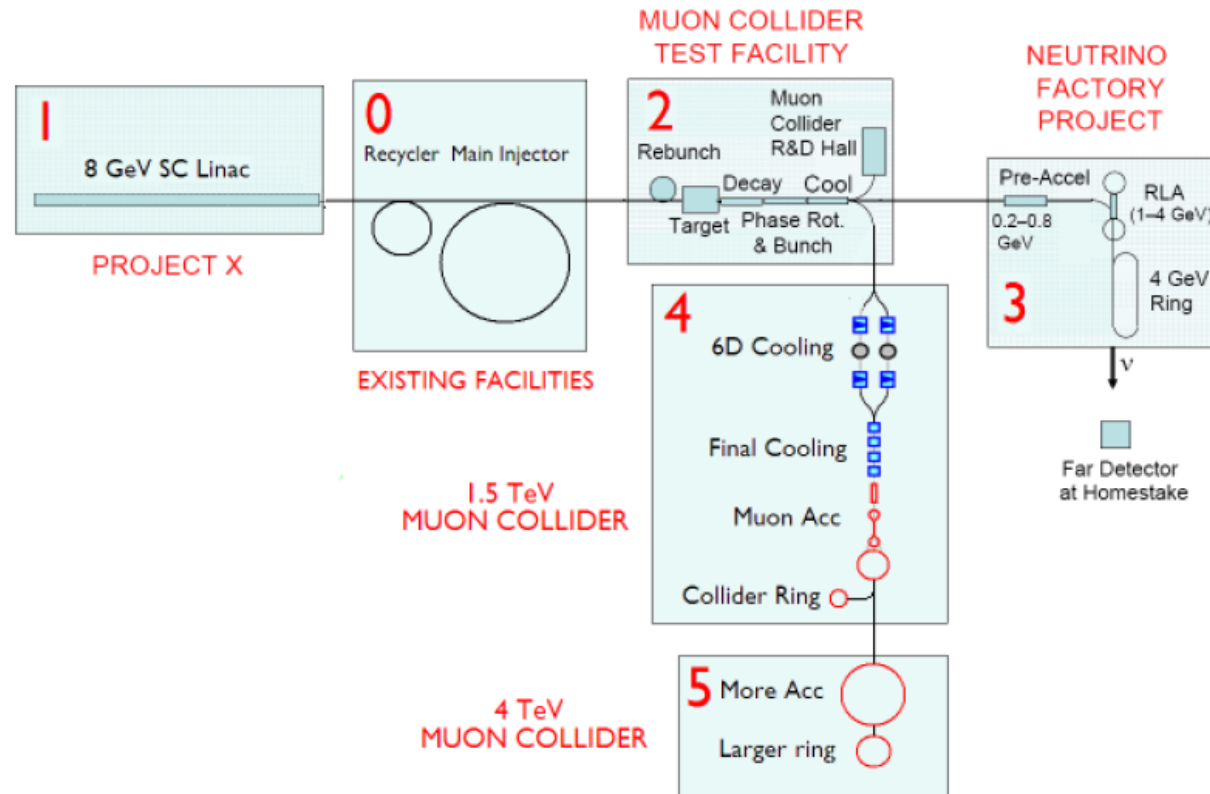 1
8 GeV SC Linac
PROJECT X
0
Recycler Main Injector
EXISTING FACILITIES
MUON COLLIDER
TEST FACILITY
2
Muon
Collider
R&D Hall
Rebunch
Decay
Cool
Target
Phase Rot.
& Bunch
NEUTRINO
FACTORY
PROJECT
Pre-Accel
0.2–0.8
GeV
RLA
(1–4 GeV)
4 GeV
Ring
3
ν
Far Detector
at Homestake
4
6D Cooling
Final Cooling
Muon Acc
Collider Ring
1.5 TeV
MUON COLLIDER
5
More Acc
Larger ring
4 TeV
MUON COLLIDER